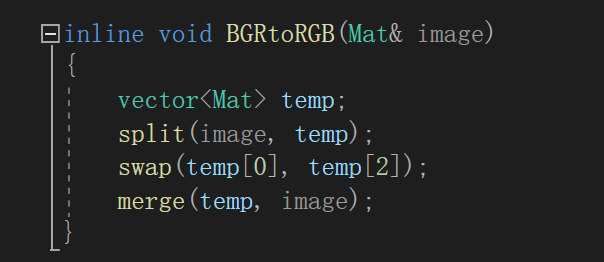 inline void BGRtoRGB(Mat& image)
{
vector<Mat> temp;
split(image, temp);
swap(temp[0], temp[2]);
merge(temp, image);
}